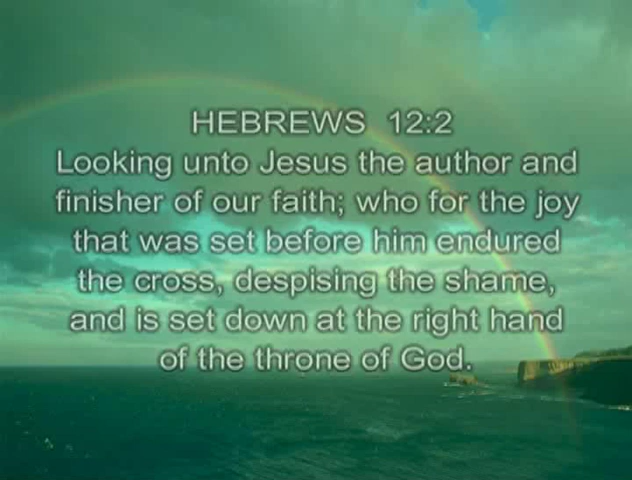 HEBREWS 12:2
Looking unto Jesus the author and
finisher of our faith; who for the joy
that was set before him endured
the cross, despising the shame,
and is set down at the right hand
of the throne of God.